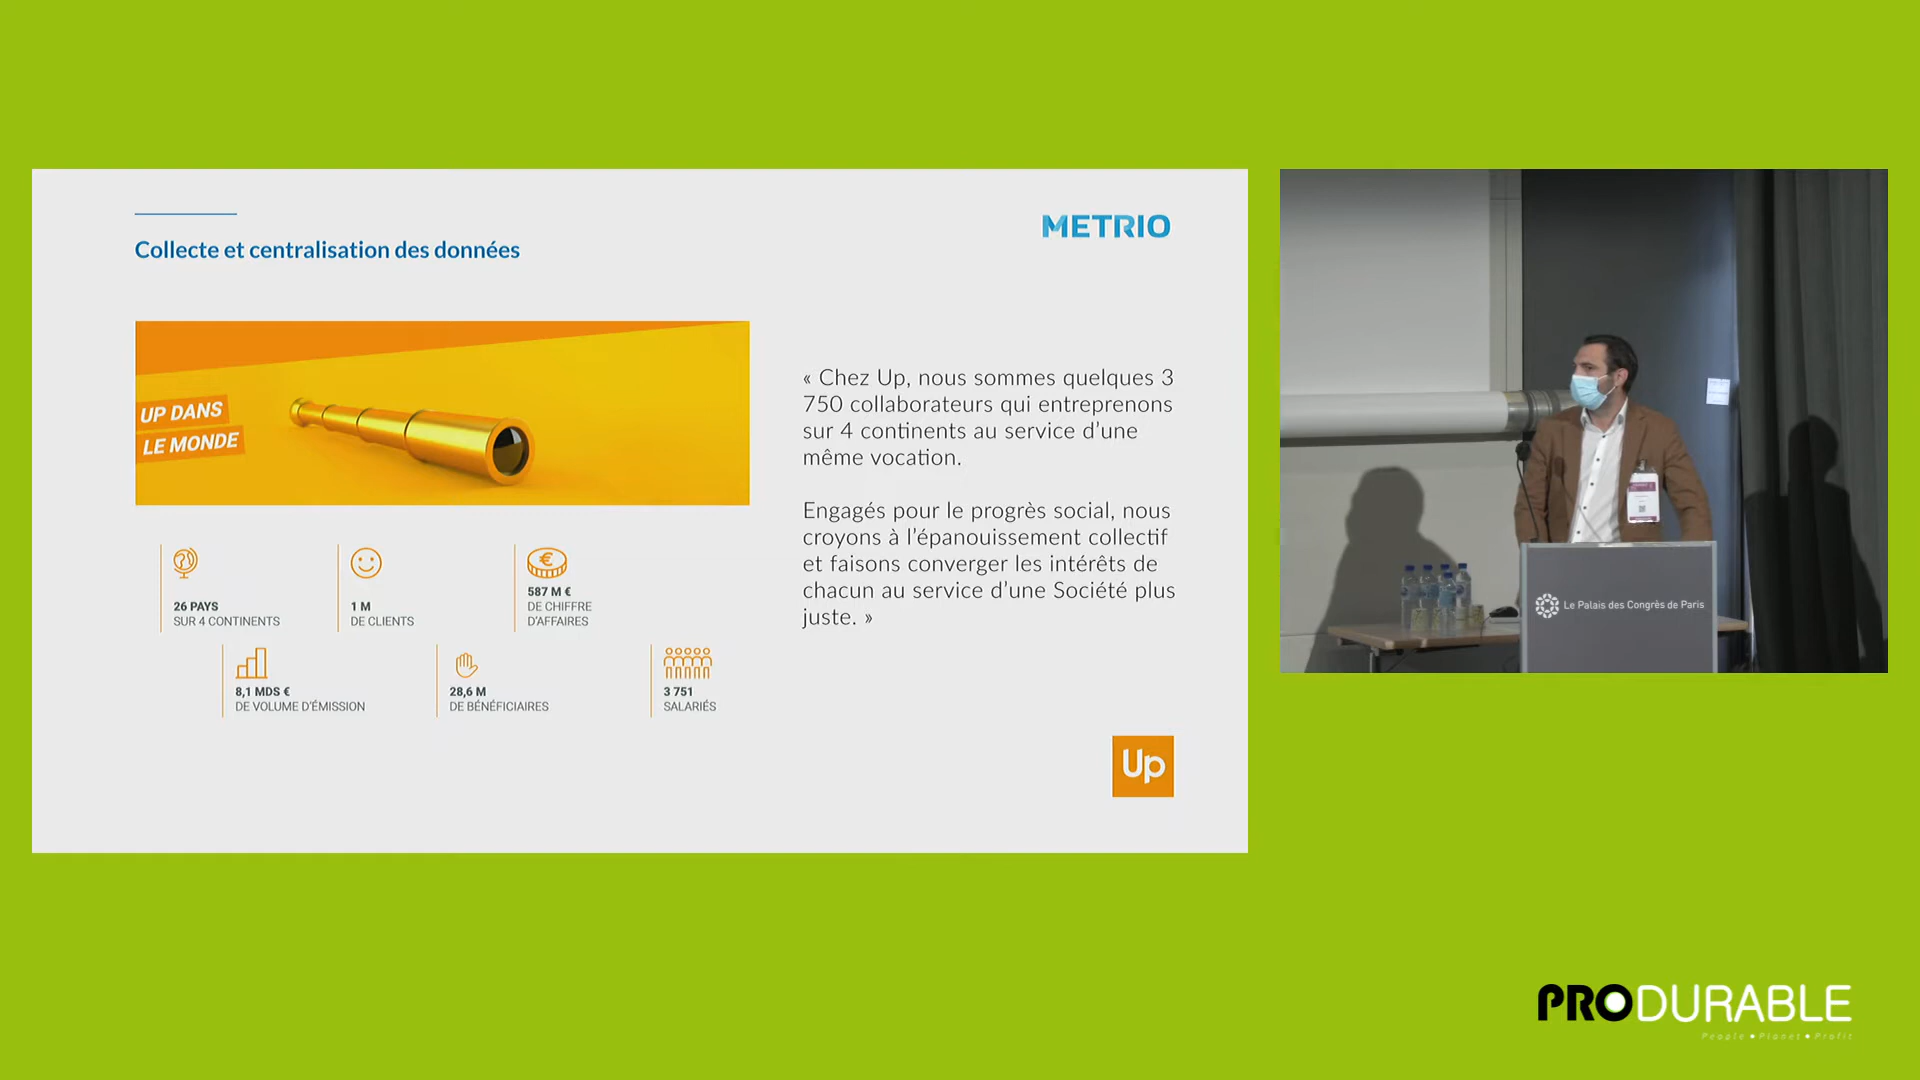 Collecte et centralisation des données
METRIO
UP DANS
LE MONDE
26 PAYS
SUR 4 CONTINENTS
1 M
DE CLIENTS
587 M €
DE CHIFFRE
D'AFFAIRES
8,1 MDS €
DE VOLUME D'ÉMISSION
28,6 M
DE BÉNÉFICIAIRES
3 751
SALARIÉS
« Chez Up, nous sommes quelques 3
750 collaborateurs qui entreprenons
sur 4 continents au service d’une
même vocation.
Engagés pour le progrès social, nous
croyons à l’épanouissement collectif
et faisons converger les intérêts de
chacun au service d’une Société plus
juste. »
Up
Le Palais des Congrès de Paris
PRODURABLE
People • Planet • Profit